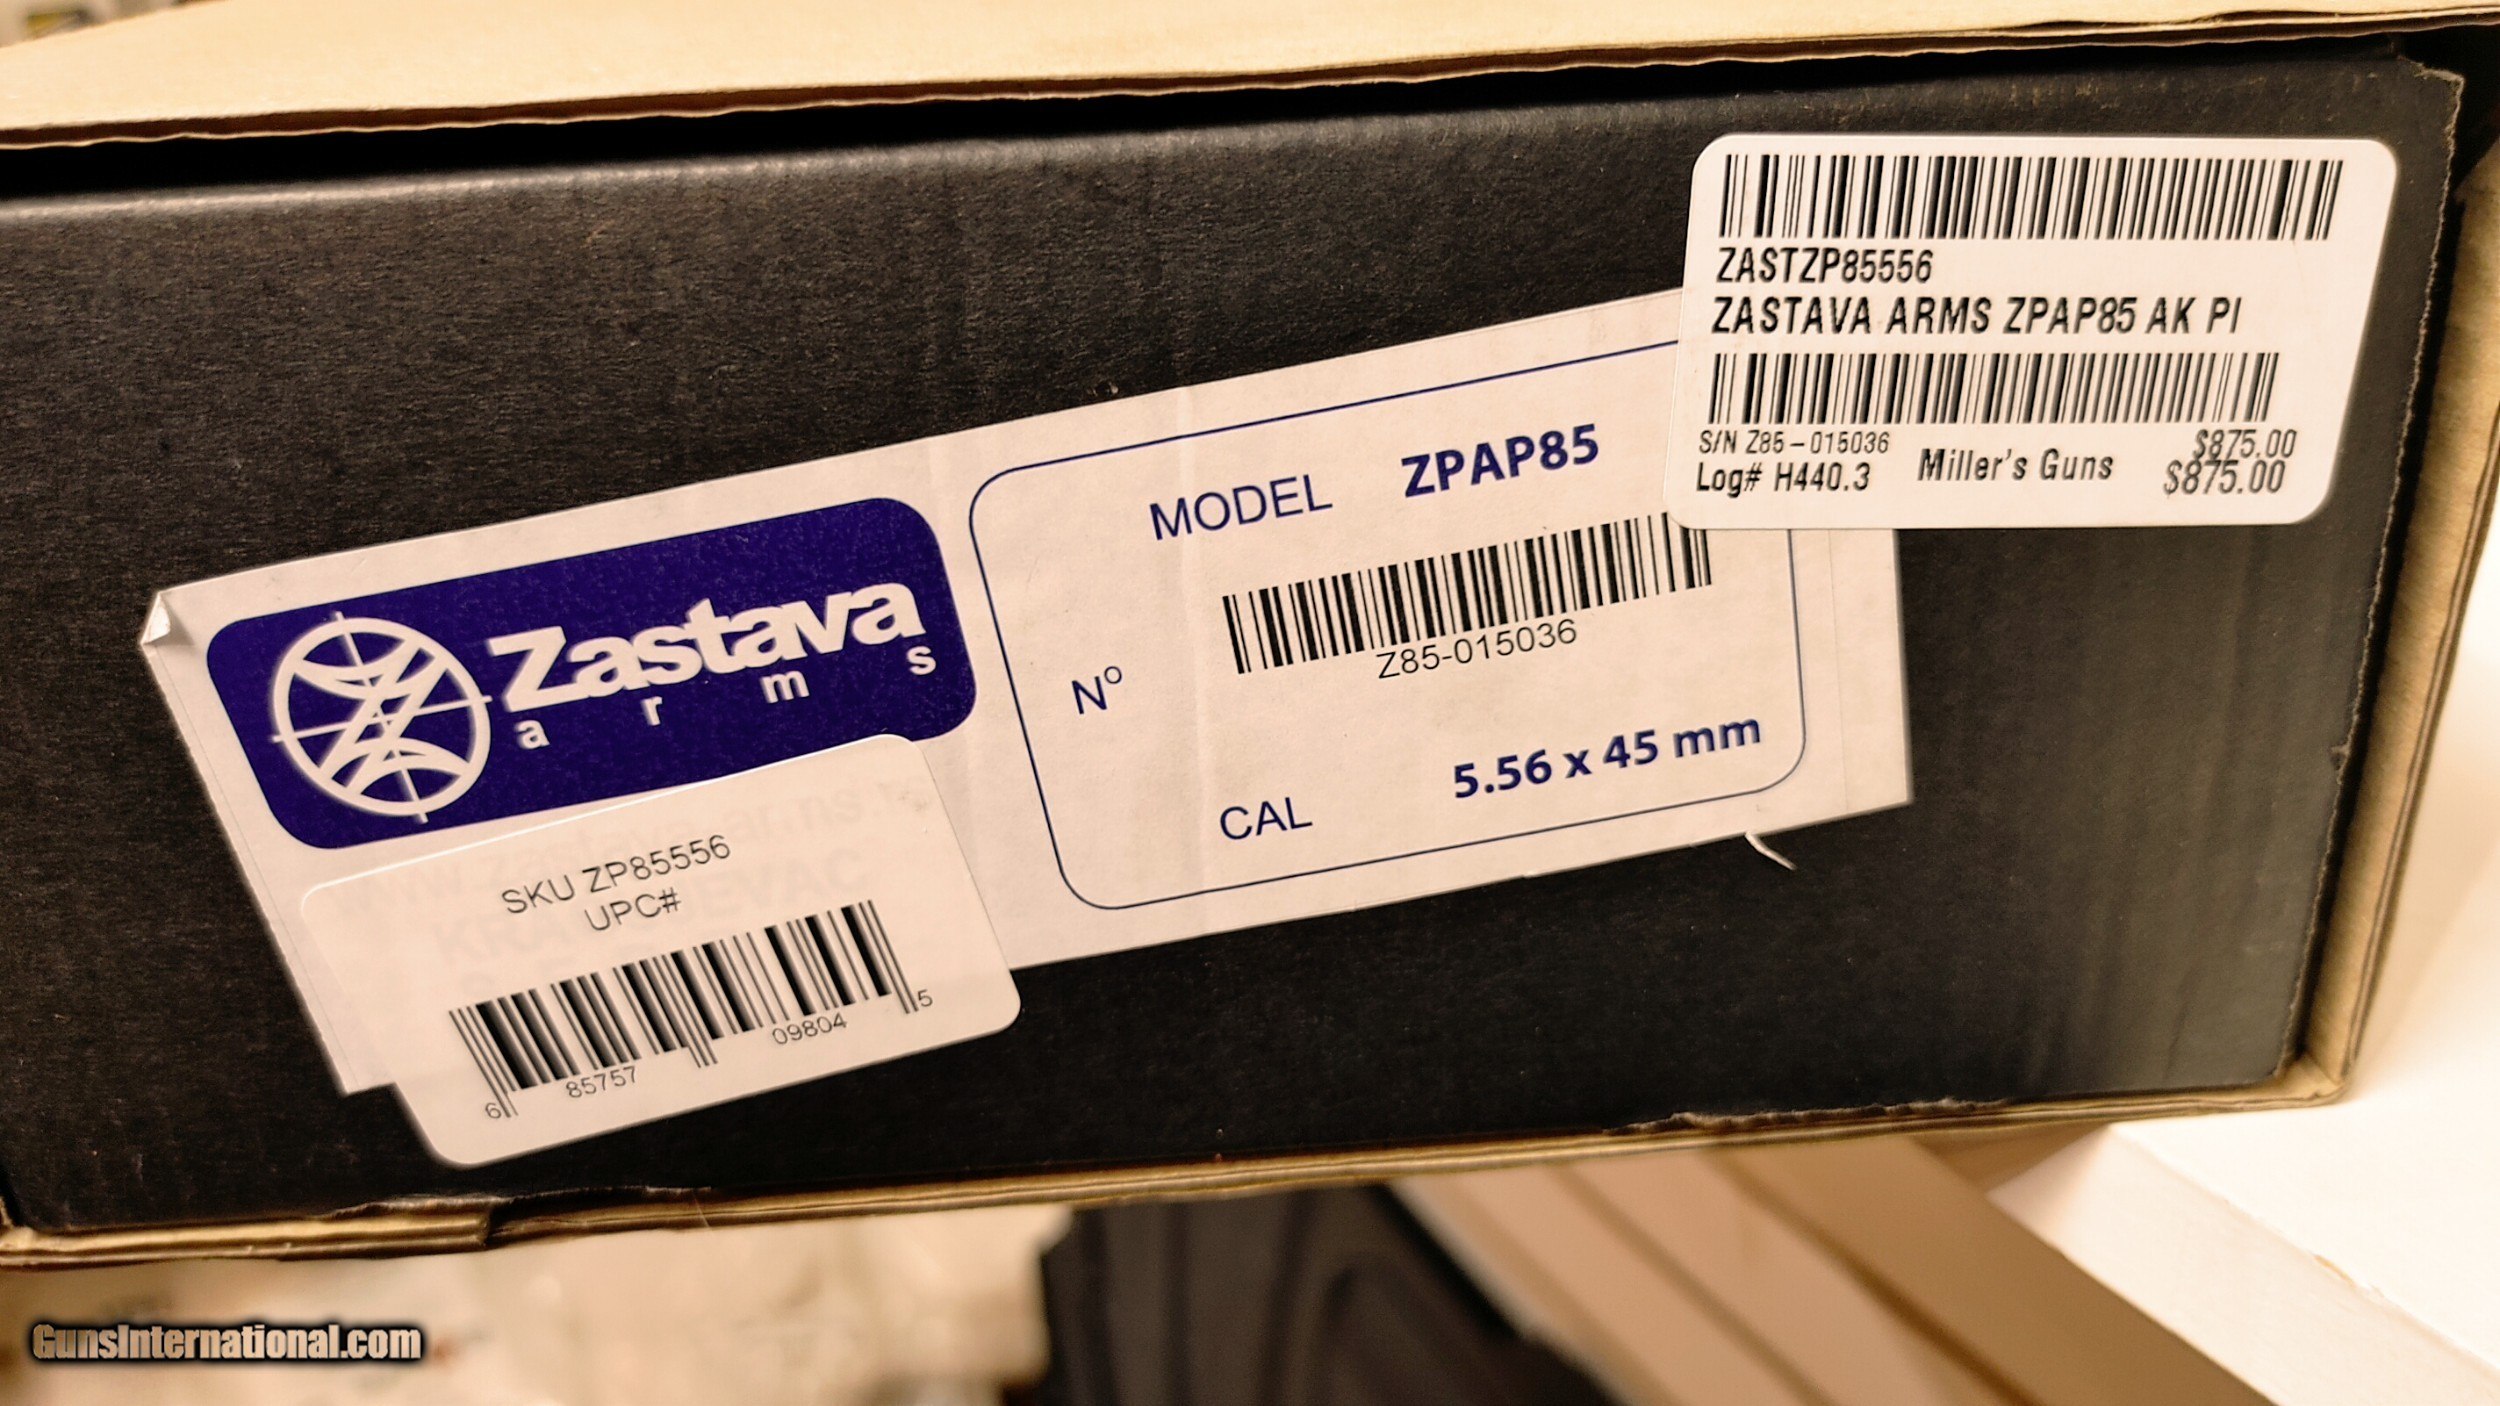 ZASTZP85556
ZASTAVA ARMS ZPAP85 AK PI
S/N Z85-015036
$875.00
Log# H440.3 Miller's Guns $875.00
MODEL ZPAP85
Nº
Z85-015036
CAL 5.56 x 45 mm
Zastava
arms
SKU ZP85556
UPC#
6 85757 09804 5
GunsInternational.com